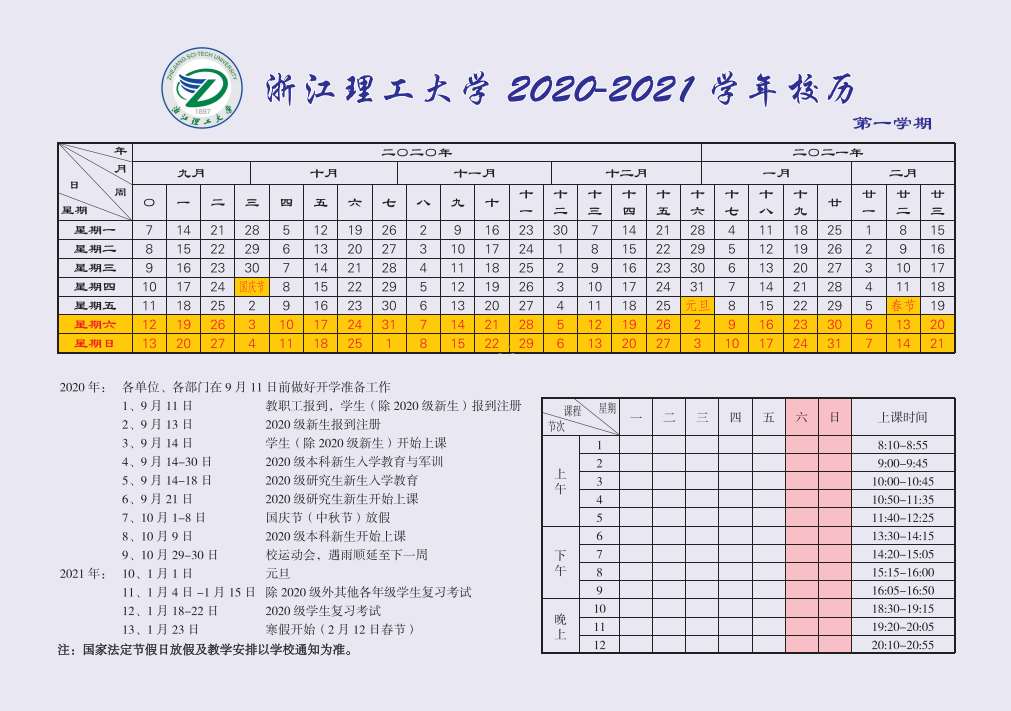 ZHEJIANG SCI-TECH UNIVERSITY
1897
浙江理工大学
浙江理工大学 2020-2021 学年校历
第一学期
年 二〇二〇年 二〇二一年
月 九月 十月 十一月 十二月 一月 二月
日 周 星期 〇 一 二 三 四 五 六 七 八 九 十 十一 十二 十三 十四 十五 十六 十七 十八 十九 廿 廿一 廿二 廿三
星期一 7 14 21 28 5 12 19 26 2 9 16 23 30 7 14 21 28 4 11 18 25 1 8 15
星期二 8 15 22 29 6 13 20 27 3 10 17 24 1 8 15 22 29 5 12 19 26 2 9 16
星期三 9 16 23 30 7 14 21 28 4 11 18 25 2 9 16 23 30 6 13 20 27 3 10 17
星期四 10 17 24 国庆节 8 15 22 29 5 12 19 26 3 10 17 24 31 7 14 21 28 4 11 18
星期五 11 18 25 2 9 16 23 30 6 13 20 27 4 11 18 25 元旦 8 15 22 29 5 春节 19
星期六 12 19 26 3 10 17 24 31 7 14 21 28 5 12 19 26 2 9 16 23 30 6 13 20
星期日 13 20 27 4 11 18 25 1 8 15 22 29 6 13 20 27 3 10 17 24 31 7 14 21
2020 年： 各单位、各部门在 9 月 11 日前做好开学准备工作
1、9 月 11 日 教职工报到，学生（除 2020 级新生）报到注册
2、9 月 13 日 2020 级新生报到注册
3、9 月 14 日 学生（除 2020 级新生）开始上课
4、9 月 14-30 日 2020 级本科新生入学教育与军训
5、9 月 14-18 日 2020 级研究生新生入学教育
6、9 月 21 日 2020 级研究生新生开始上课
7、10 月 1-8 日 国庆节（中秋节）放假
8、10 月 9 日 2020 级本科新生开始上课
9、10 月 29-30 日 校运动会，遇雨顺延至下一周
2021 年： 10、1 月 1 日 元旦
11、1 月 4 日 -1 月 15 日 除 2020 级外其他各年级学生复习考试
12、1 月 18-22 日 2020 级学生复习考试
13、1 月 23 日 寒假开始（2 月 12 日春节）
注：国家法定节假日放假及教学安排以学校通知为准。
课程 星期 节次 一 二 三 四 五 六 日 上课时间
上午
1 8:10-8:55
2 9:00-9:45
3 10:00-10:45
4 10:50-11:35
5 11:40-12:25
下午
6 13:30-14:15
7 14:20-15:05
8 15:15-16:00
9 16:05-16:50
晚上
10 18:30-19:15
11 19:20-20:05
12 20:10-20:55